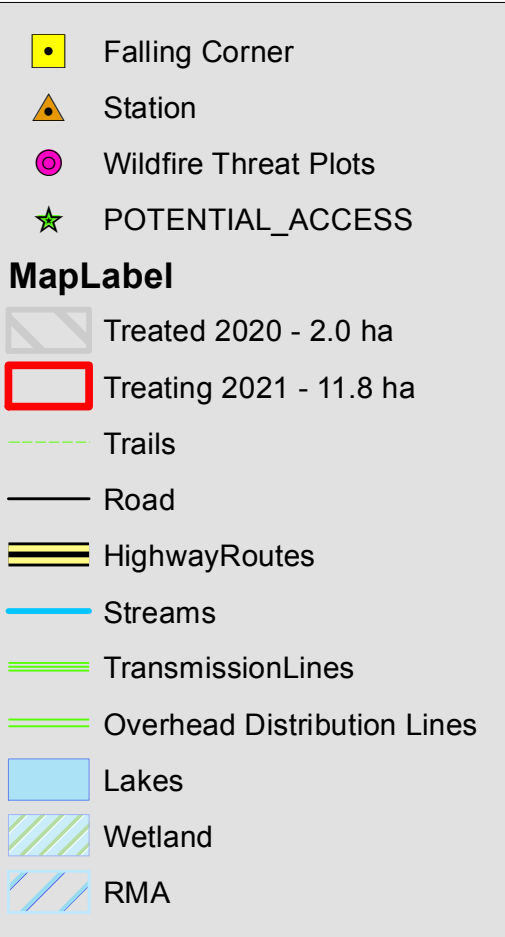 Falling Corner
Station
Wildfire Threat Plots
POTENTIAL_ACCESS
MapLabel
Treated 2020 - 2.0 ha
Treating 2021 - 11.8 ha
Trails
Road
HighwayRoutes
Streams
TransmissionLines
Overhead Distribution Lines
Lakes
Wetland
RMA